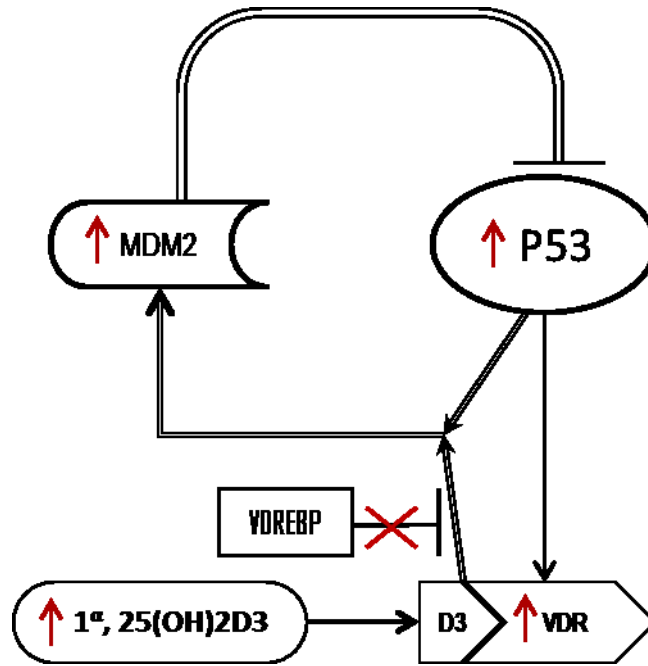 MDM2
P53
VDREBP
1α, 25(OH)2D3
D3
VDR